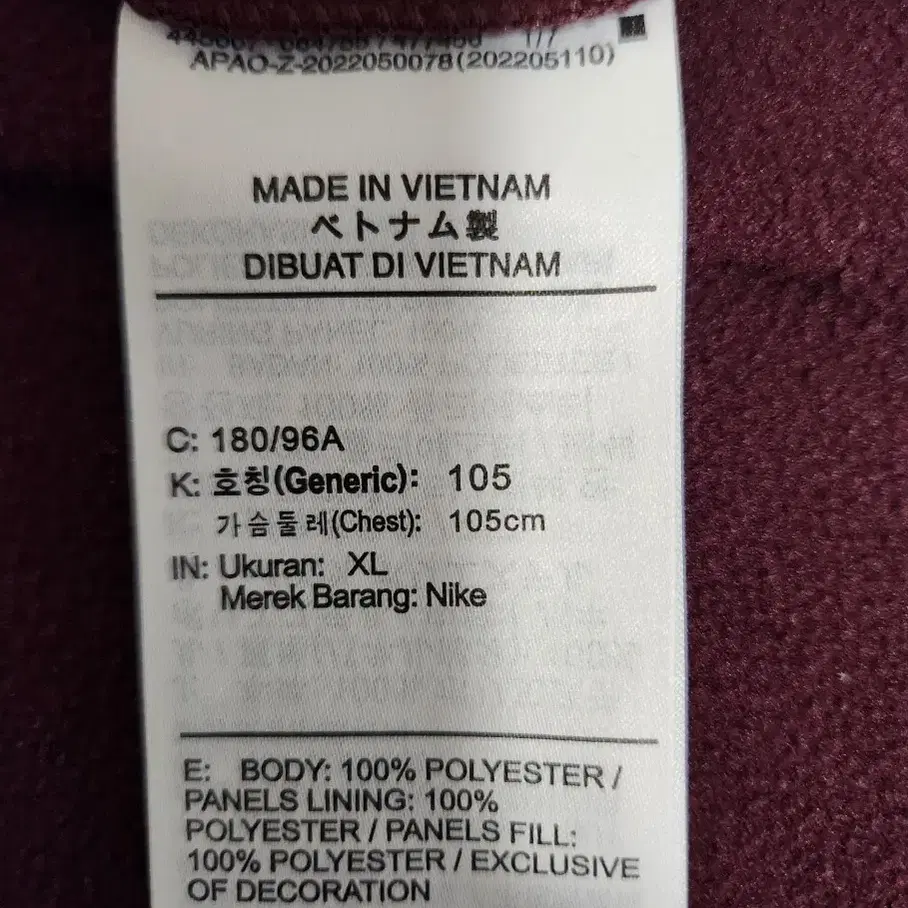 APAO-Z-2022050078(202205110)
MADE IN VIETNAM
ベトナム製
DIBUAT DI VIETNAM
C: 180/96A
K: 호칭(Generic): 105
가슴둘레(Chest): 105cm
IN: Ukuran: XL
Merek Barang: Nike
E: BODY: 100% POLYESTER /
PANELS LINING: 100%
POLYESTER / PANELS FILL:
100% POLYESTER / EXCLUSIVE
OF DECORATION